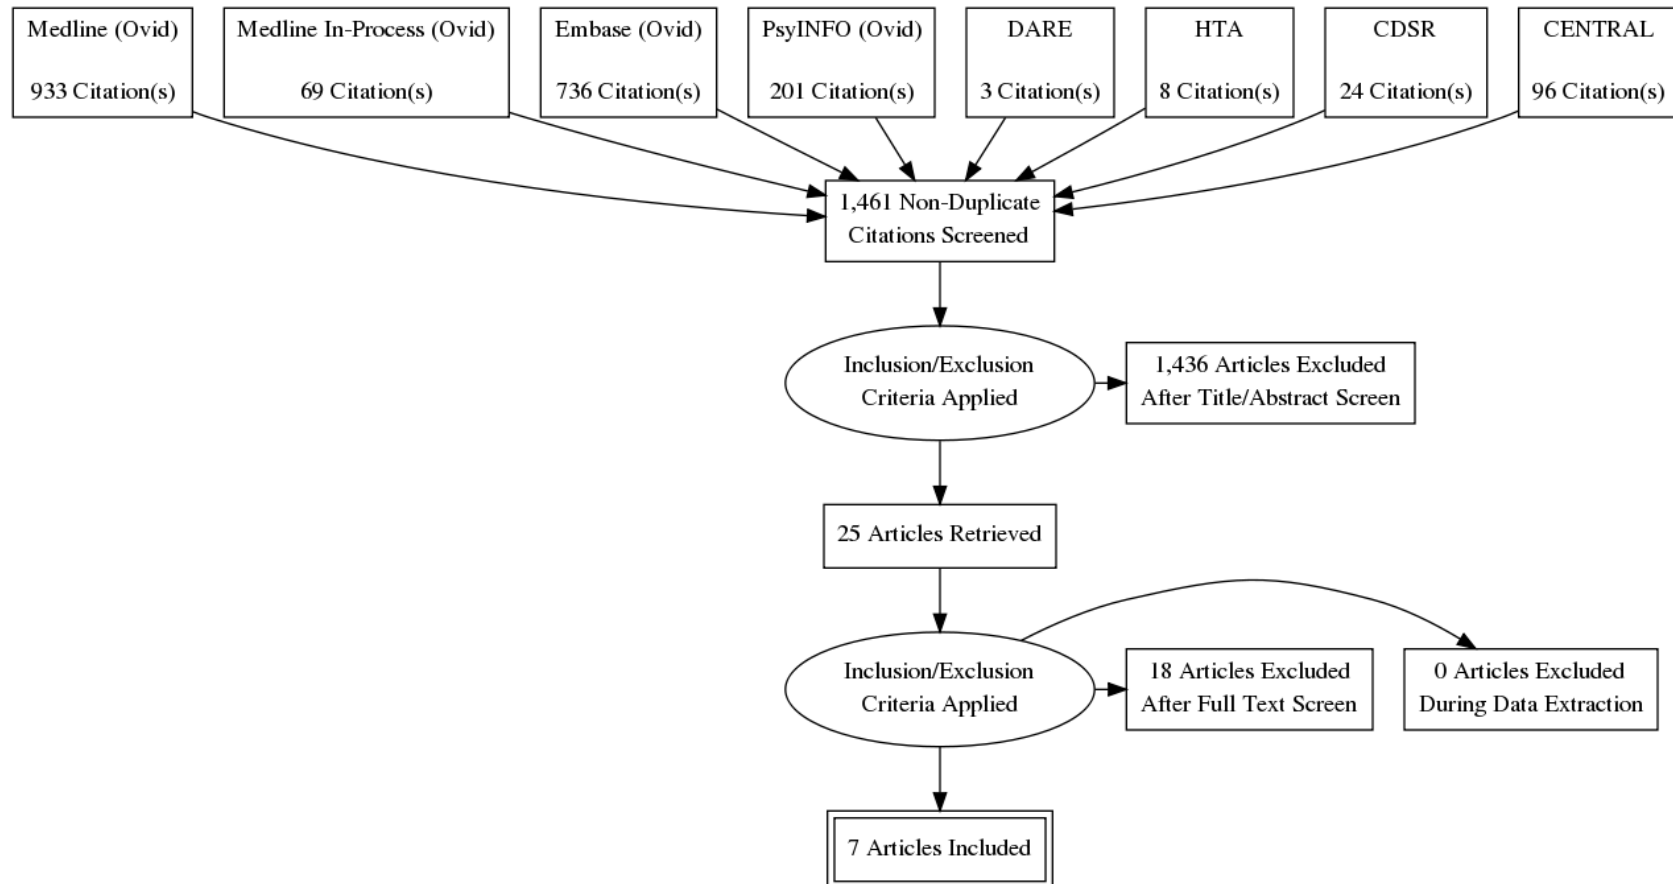 Medline (Ovid)
933 Citation(s)
Medline In-Process (Ovid)
69 Citation(s)
Embase (Ovid)
736 Citation(s)
PsyINFO (Ovid)
201 Citation(s)
DARE
3 Citation(s)
HTA
8 Citation(s)
CDSR
24 Citation(s)
CENTRAL
96 Citation(s)
1,461 Non-Duplicate
Citations Screened
Inclusion/Exclusion
Criteria Applied
1,436 Articles Excluded
After Title/Abstract Screen
25 Articles Retrieved
Inclusion/Exclusion
Criteria Applied
18 Articles Excluded
After Full Text Screen
0 Articles Excluded
During Data Extraction
7 Articles Included